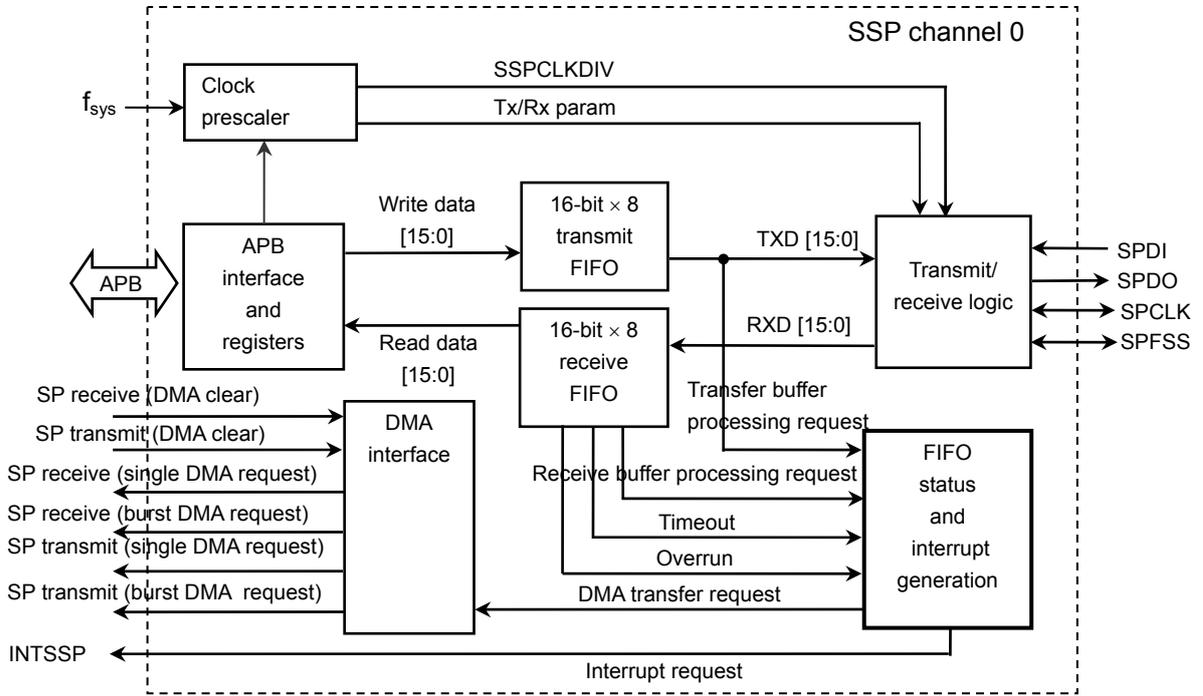 SSP channel 0
SSPCLKDIV
Clock
prescaler
fsys
Tx/Rx param
Write data
[15:0]
16-bit × 8
transmit
FIFO
TXD [15:0]
APB
interface
and
registers
APB
Transmit/
receive logic
SPDI
SPDO
SPCLK
SPFSS
Read data
[15:0]
16-bit × 8
receive
FIFO
RXD [15:0]
SP receive (DMA clear)
SP transmit (DMA clear)
SP receive (single DMA request)
SP receive (burst DMA request)
SP transmit (single DMA request)
SP transmit (burst DMA request)
DMA
interface
Transfer buffer
processing request
Receive buffer processing request
Timeout
Overrun
DMA transfer request
FIFO
status
and
interrupt
generation
INTSSP
Interrupt request